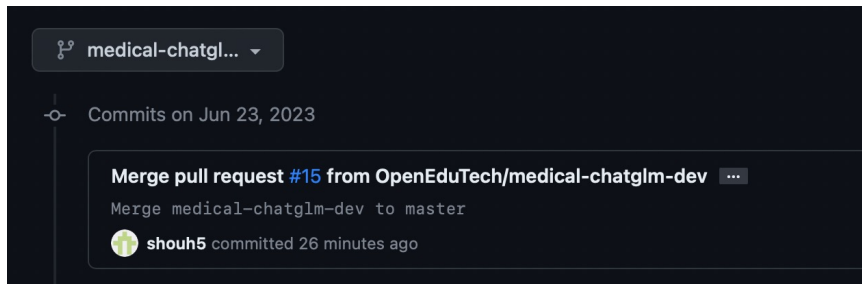 medical-chatgl...
Commits on Jun 23, 2023
Merge pull request #15 from OpenEduTech/medical-chatglm-dev ...
Merge medical-chatglm-dev to master
shouh5 committed 26 minutes ago